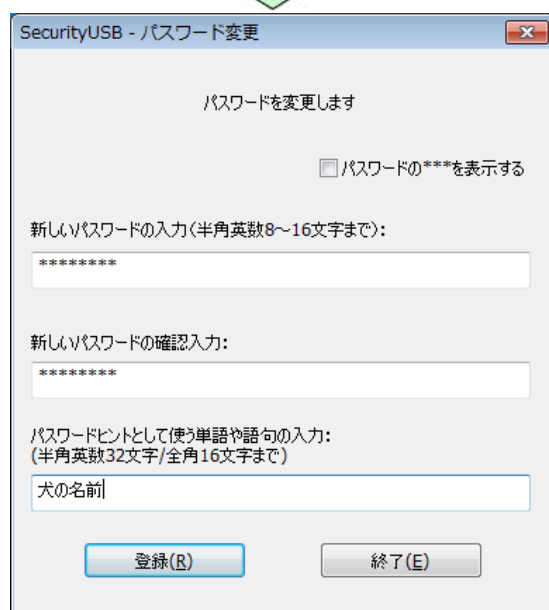 SecurityUSB - パスワード変更
パスワードを変更します
パスワードの***を表示する
新しいパスワードの入力(半角英数8～16文字まで):
********
新しいパスワードの確認入力:
********
パスワードヒントとして使う単語や語句の入力:
(半角英数32文字/全角16文字まで)
犬の名前
登録(R) 終了(E)